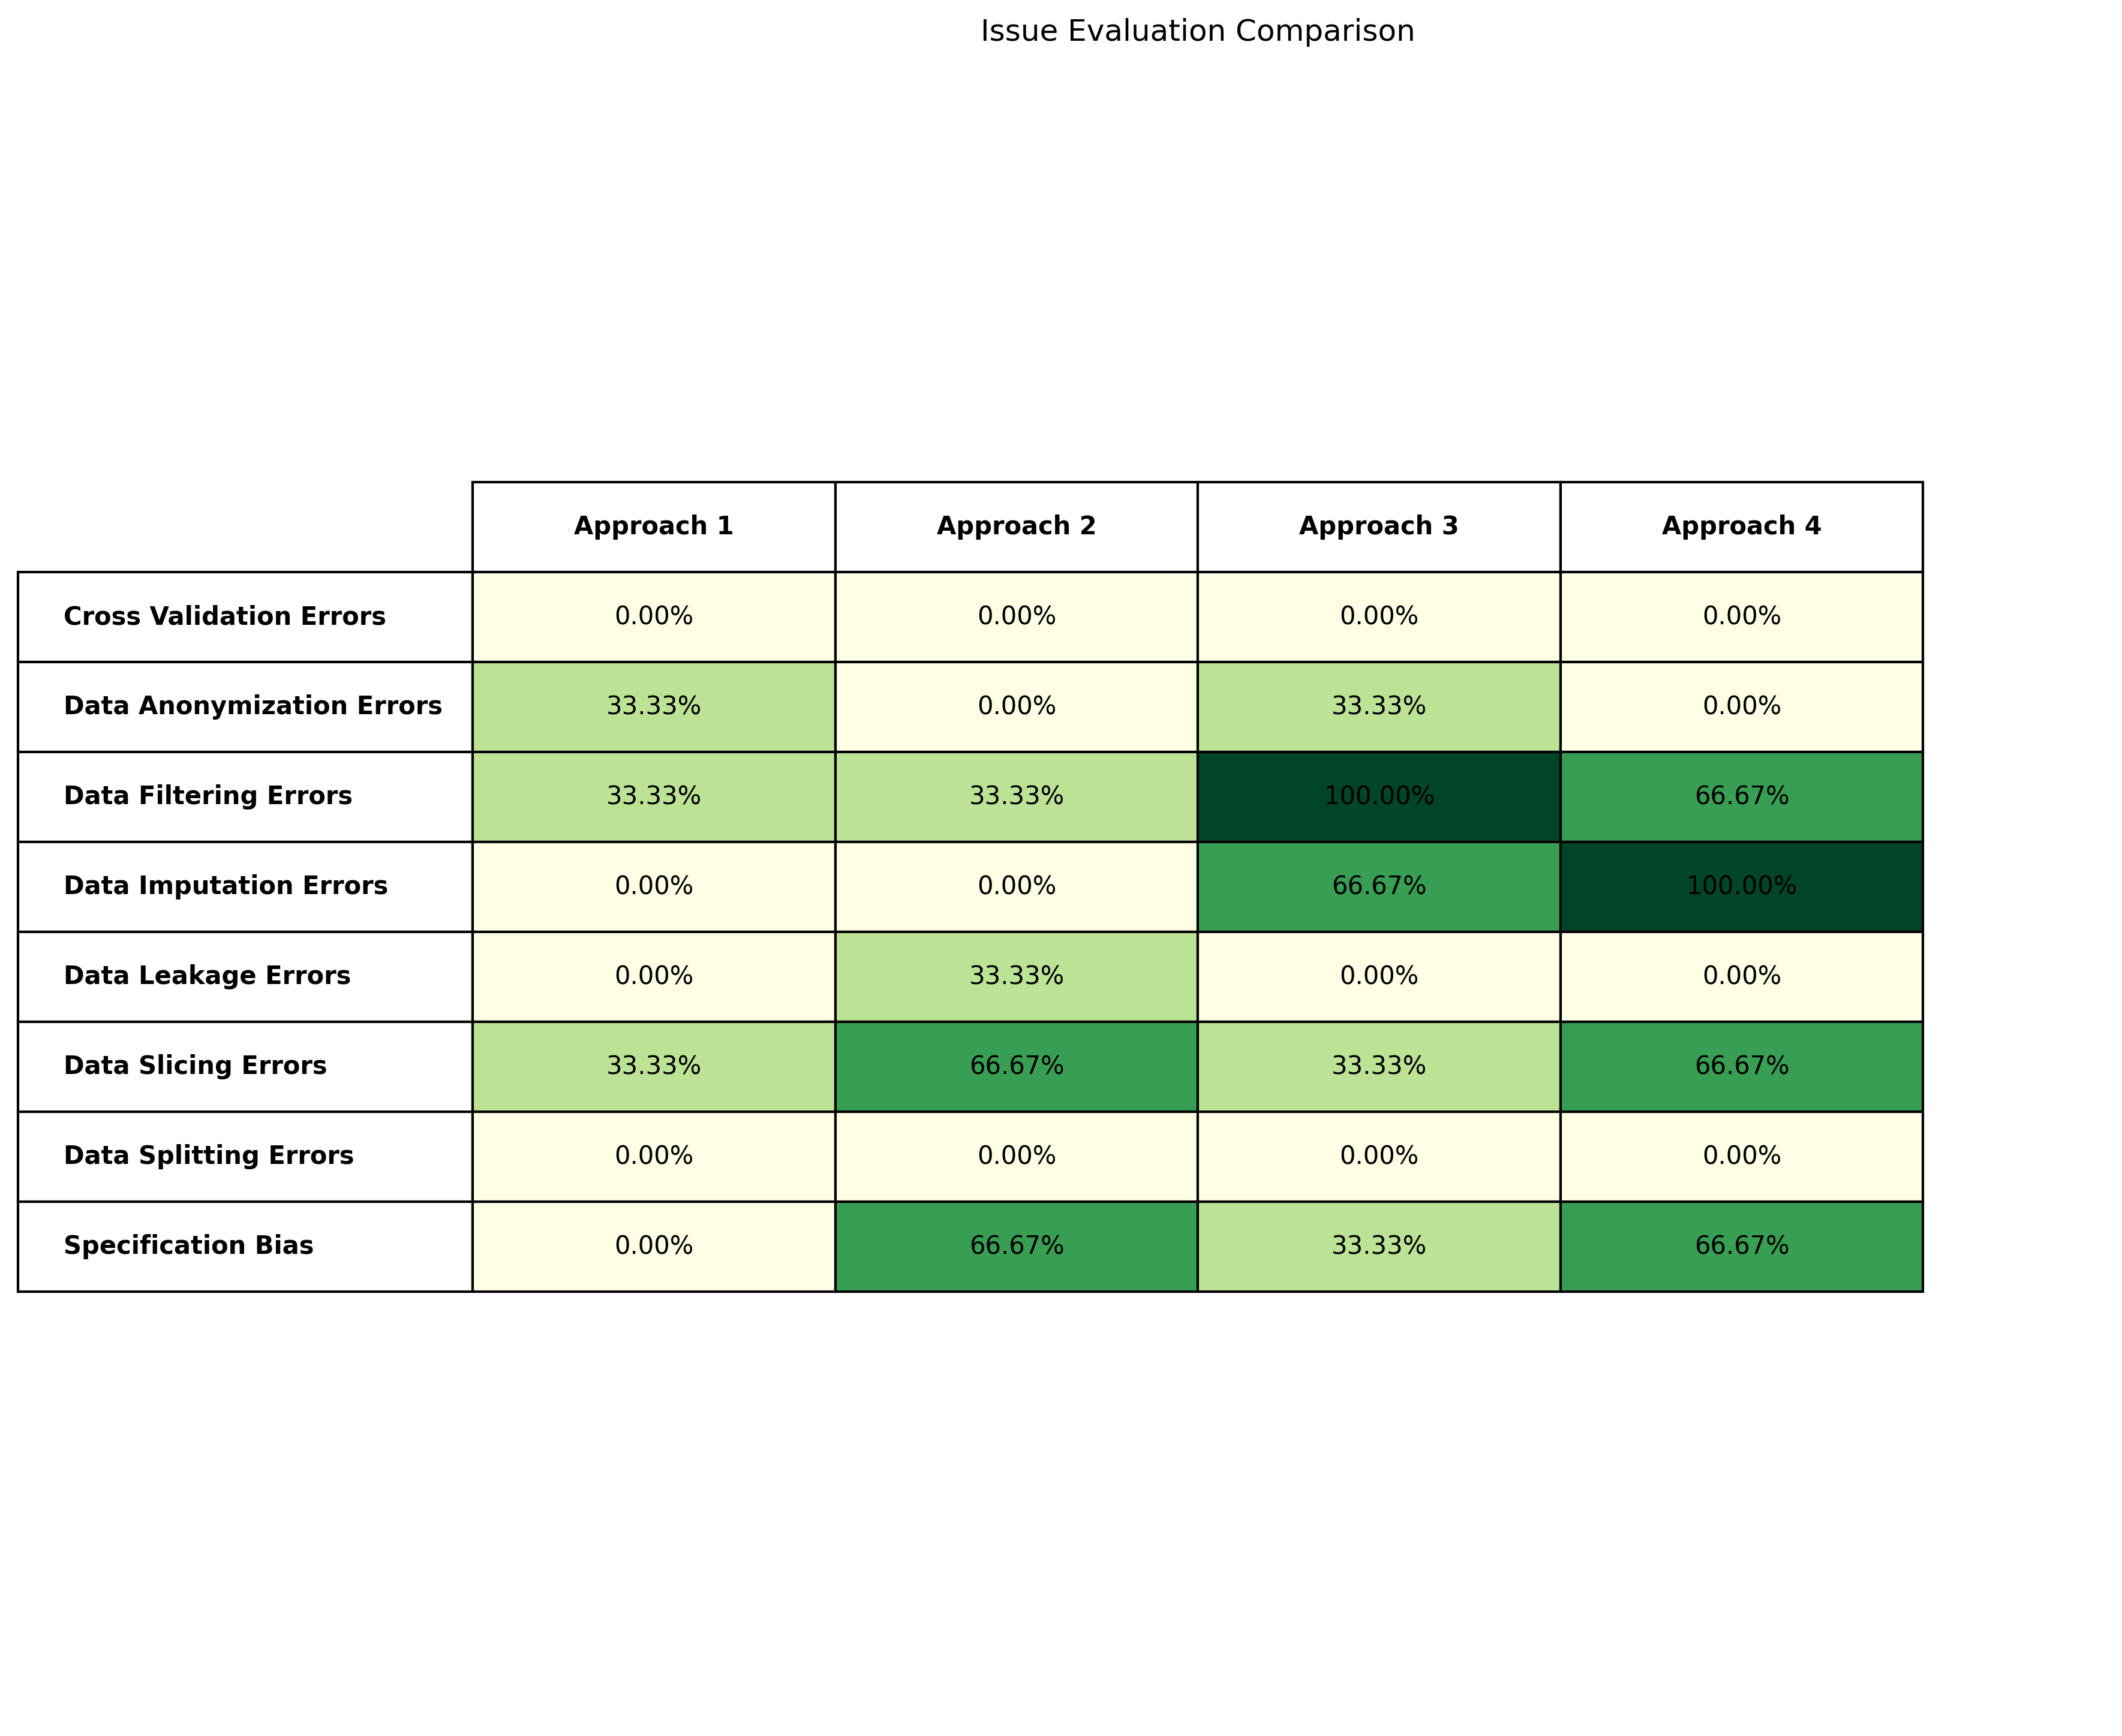 Issue Evaluation Comparison
Approach 1 Approach 2 Approach 3 Approach 4
Cross Validation Errors 0.00% 0.00% 0.00% 0.00%
Data Anonymization Errors 33.33% 0.00% 33.33% 0.00%
Data Filtering Errors 33.33% 33.33% 100.00% 66.67%
Data Imputation Errors 0.00% 0.00% 66.67% 100.00%
Data Leakage Errors 0.00% 33.33% 0.00% 0.00%
Data Slicing Errors 33.33% 66.67% 33.33% 66.67%
Data Splitting Errors 0.00% 0.00% 0.00% 0.00%
Specification Bias 0.00% 66.67% 33.33% 66.67%